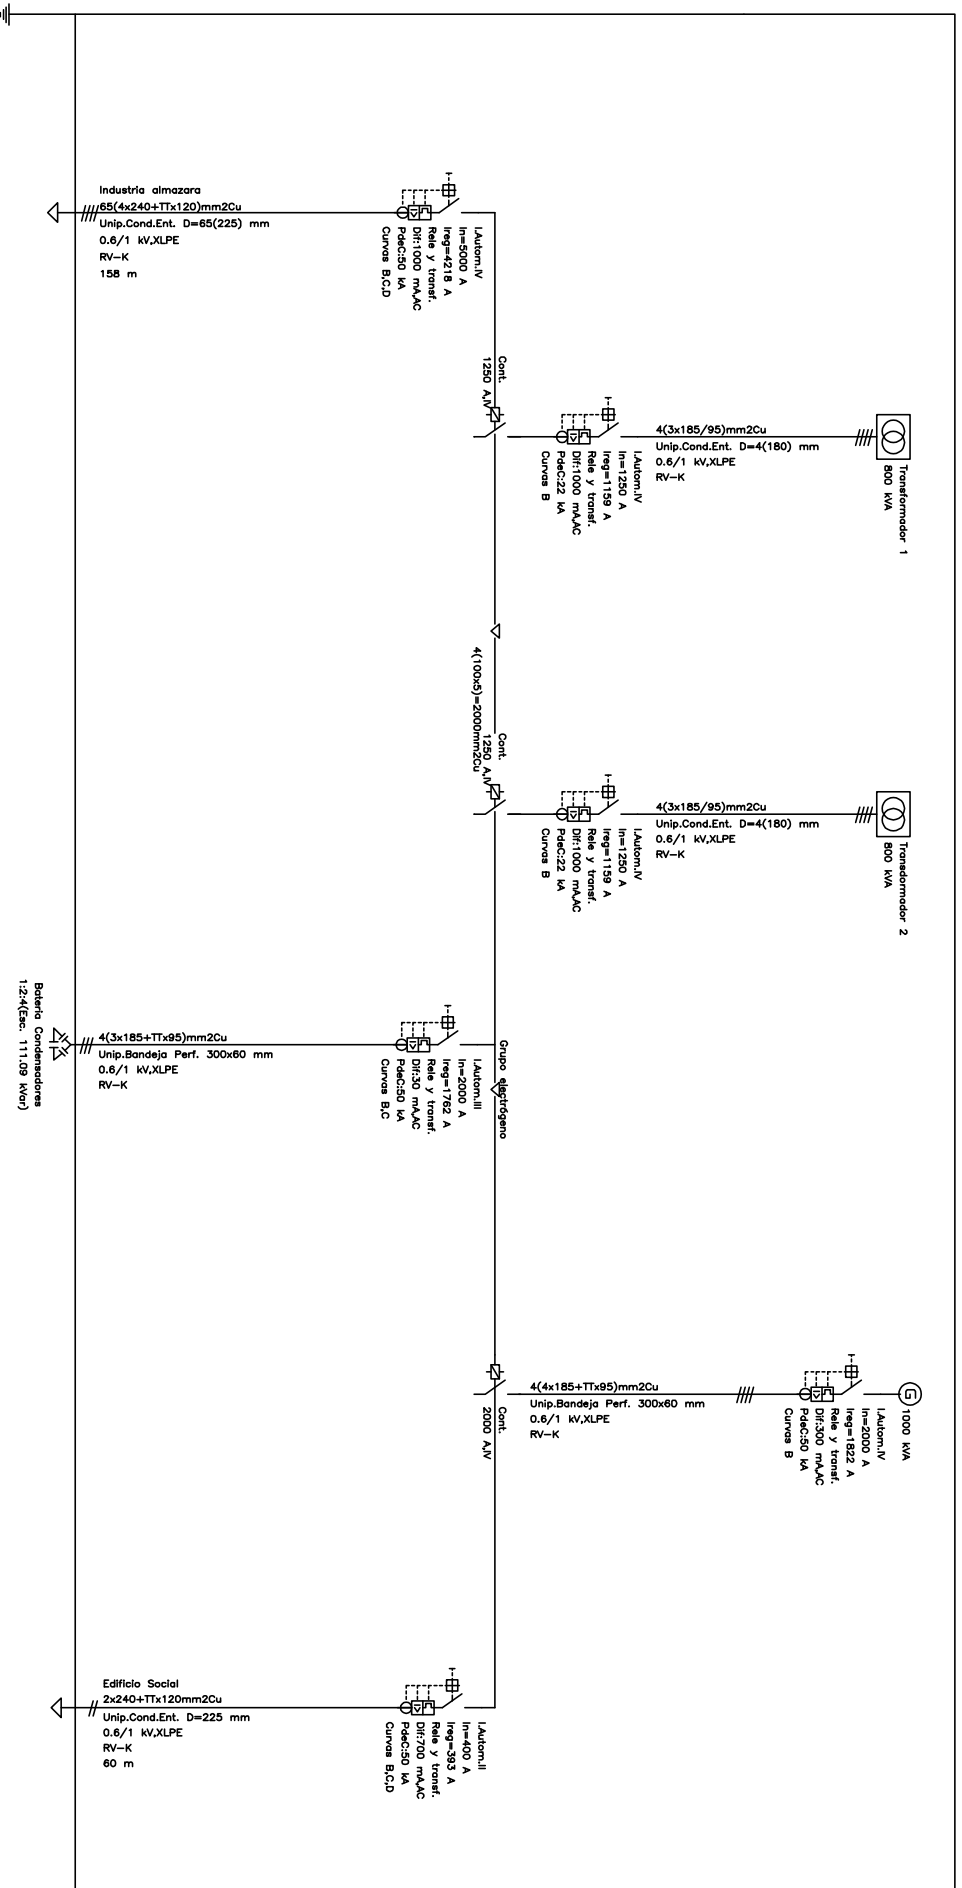 Industria almazara
65(4x240+TTx120)mm2Cu
Unip.Cond.Ent. D=65(225) mm
0.6/1 kV,XLPE
RV-K
158 m
I.Autom.IV
In=5000 A
Ireg=4218 A
Rele y transf.
Dif:1000 mA,AC
PdeC:50 kA
Curvas B,C,D
Cont.
1250 A,IV
4(3x185/95)mm2Cu
Unip.Cond.Ent. D=4(180) mm
0.6/1 kV,XLPE
RV-K
I.Autom.IV
In=1250 A
Ireg=1159 A
Rele y transf.
Dif:1000 mA,AC
PdeC:22 kA
Curvas B
Transformador 1
800 kVA
4(100x5)=2000mm2Cu
Cont.
1250 A,IV
4(3x185/95)mm2Cu
Unip.Cond.Ent. D=4(180) mm
0.6/1 kV,XLPE
RV-K
I.Autom.IV
In=1250 A
Ireg=1159 A
Rele y transf.
Dif:1000 mA,AC
PdeC:22 kA
Curvas B
Transdormador 2
800 kVA
Bateria Condensadores
1:2:4(Esc. 111.09 kVar)
4(3x185+TTx95)mm2Cu
Unip.Bandeja Perf. 300x60 mm
0.6/1 kV,XLPE
RV-K
I.Autom.III
In=2000 A
Ireg=1762 A
Rele y transf.
Dif:30 mA,AC
PdeC:50 kA
Curvas B,C
Grupo electrógeno
4(4x185+TTx95)mm2Cu
Unip.Bandeja Perf. 300x60 mm
0.6/1 kV,XLPE
RV-K
Cont.
2000 A,IV
G
1000 kVA
I.Autom.IV
In=2000 A
Ireg=1822 A
Rele y transf.
Dif:300 mA,AC
PdeC:50 kA
Curvas B
Edificio Social
2x240+TTx120mm2Cu
Unip.Cond.Ent. D=225 mm
0.6/1 kV,XLPE
RV-K
60 m
I.Autom.II
In=400 A
Ireg=393 A
Rele y transf.
Dif:700 mA,AC
PdeC:50 kA
Curvas B,C,D